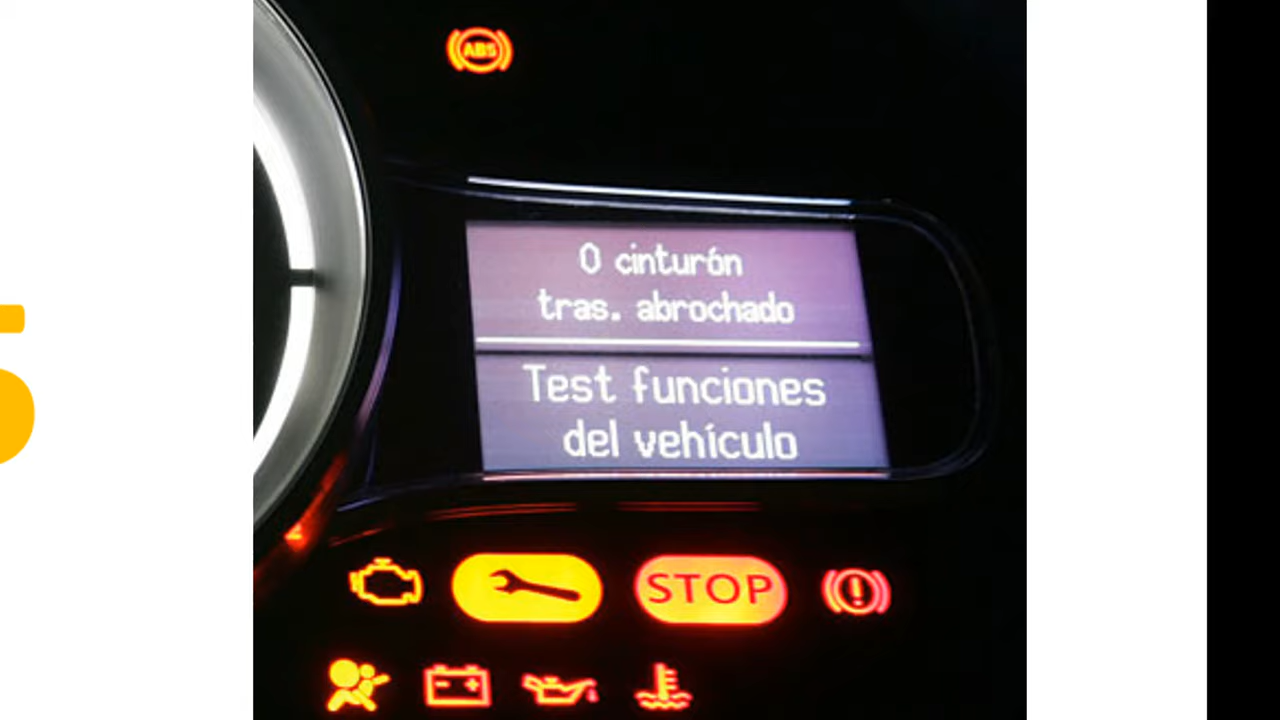 ABS
0 cinturón
tras. abrochado
Test funciones
del vehículo
STOP